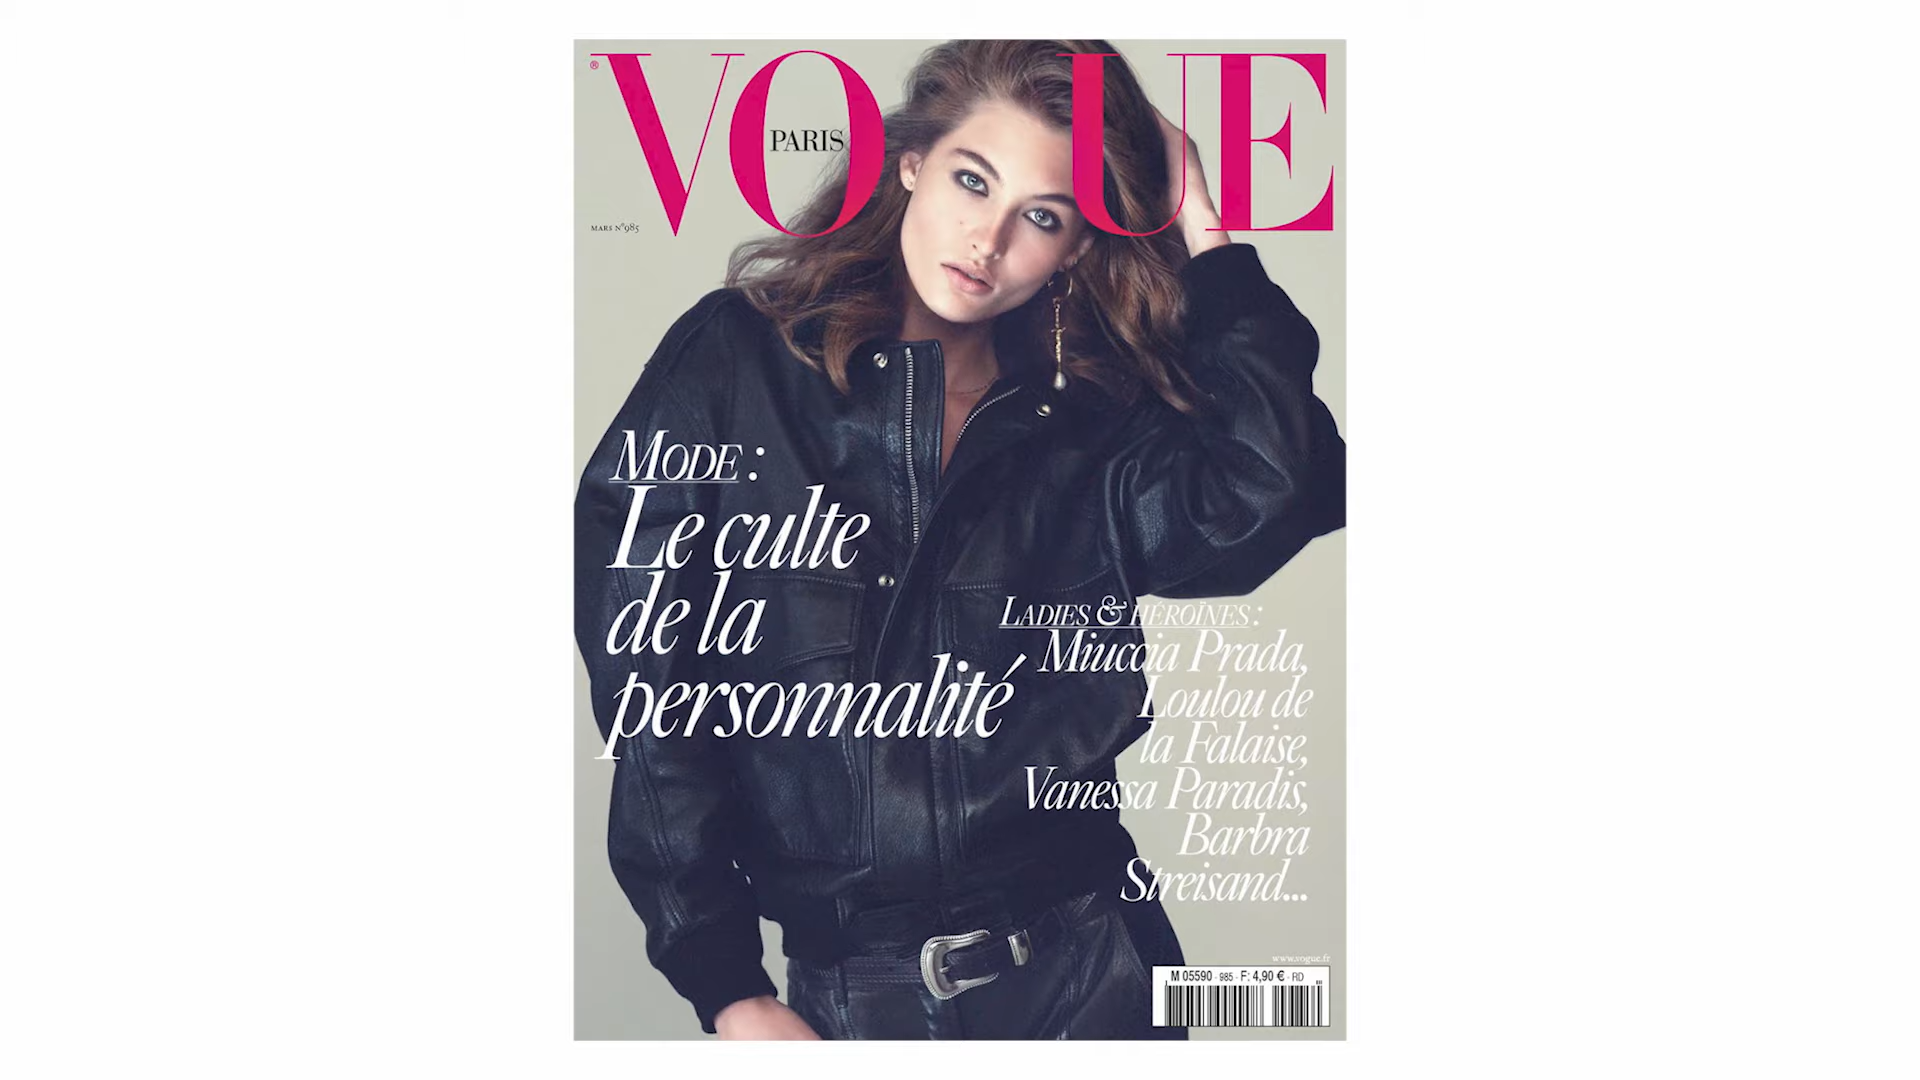 VOGUE
®
PARIS
MARS N°985
MODE :
Le culte
de la
personnalité
LADIES & HÉROÏNES :
Miuccia Prada,
Loulou de
la Falaise,
Vanessa Paradis,
Barbra
Streisand...
www.vogue.fr
M 05590 - 985 - F: 4,90 € - RD